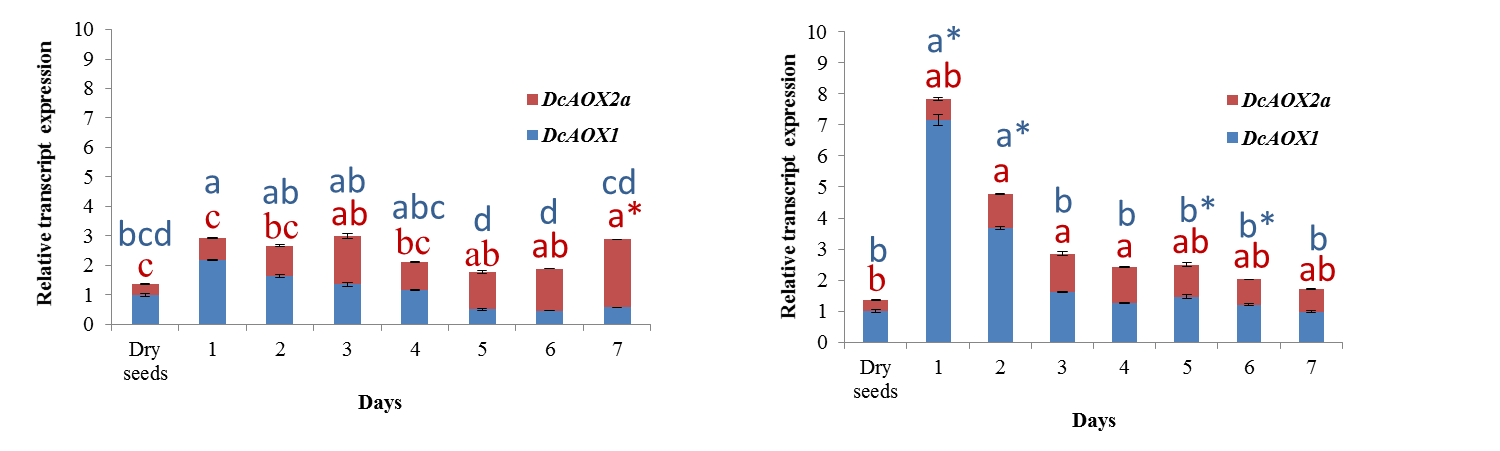 Relative transcript expression
10
9
8
7
6
5
4
3
2
1
0
DcAOX2a
DcAOX1
bcd
c
a
c
ab
bc
ab
ab
abc
bc
d
ab
d
ab
cd
a*
Dry seeds
1
2
3
4
5
6
7
Days
Relative transcript expression
10
9
8
7
6
5
4
3
2
1
0
DcAOX2a
DcAOX1
b
b
a*
ab
a*
a
b
a
b
a
b*
ab
b*
ab
b
ab
Dry
seeds
1
2
3
4
5
6
7
Days